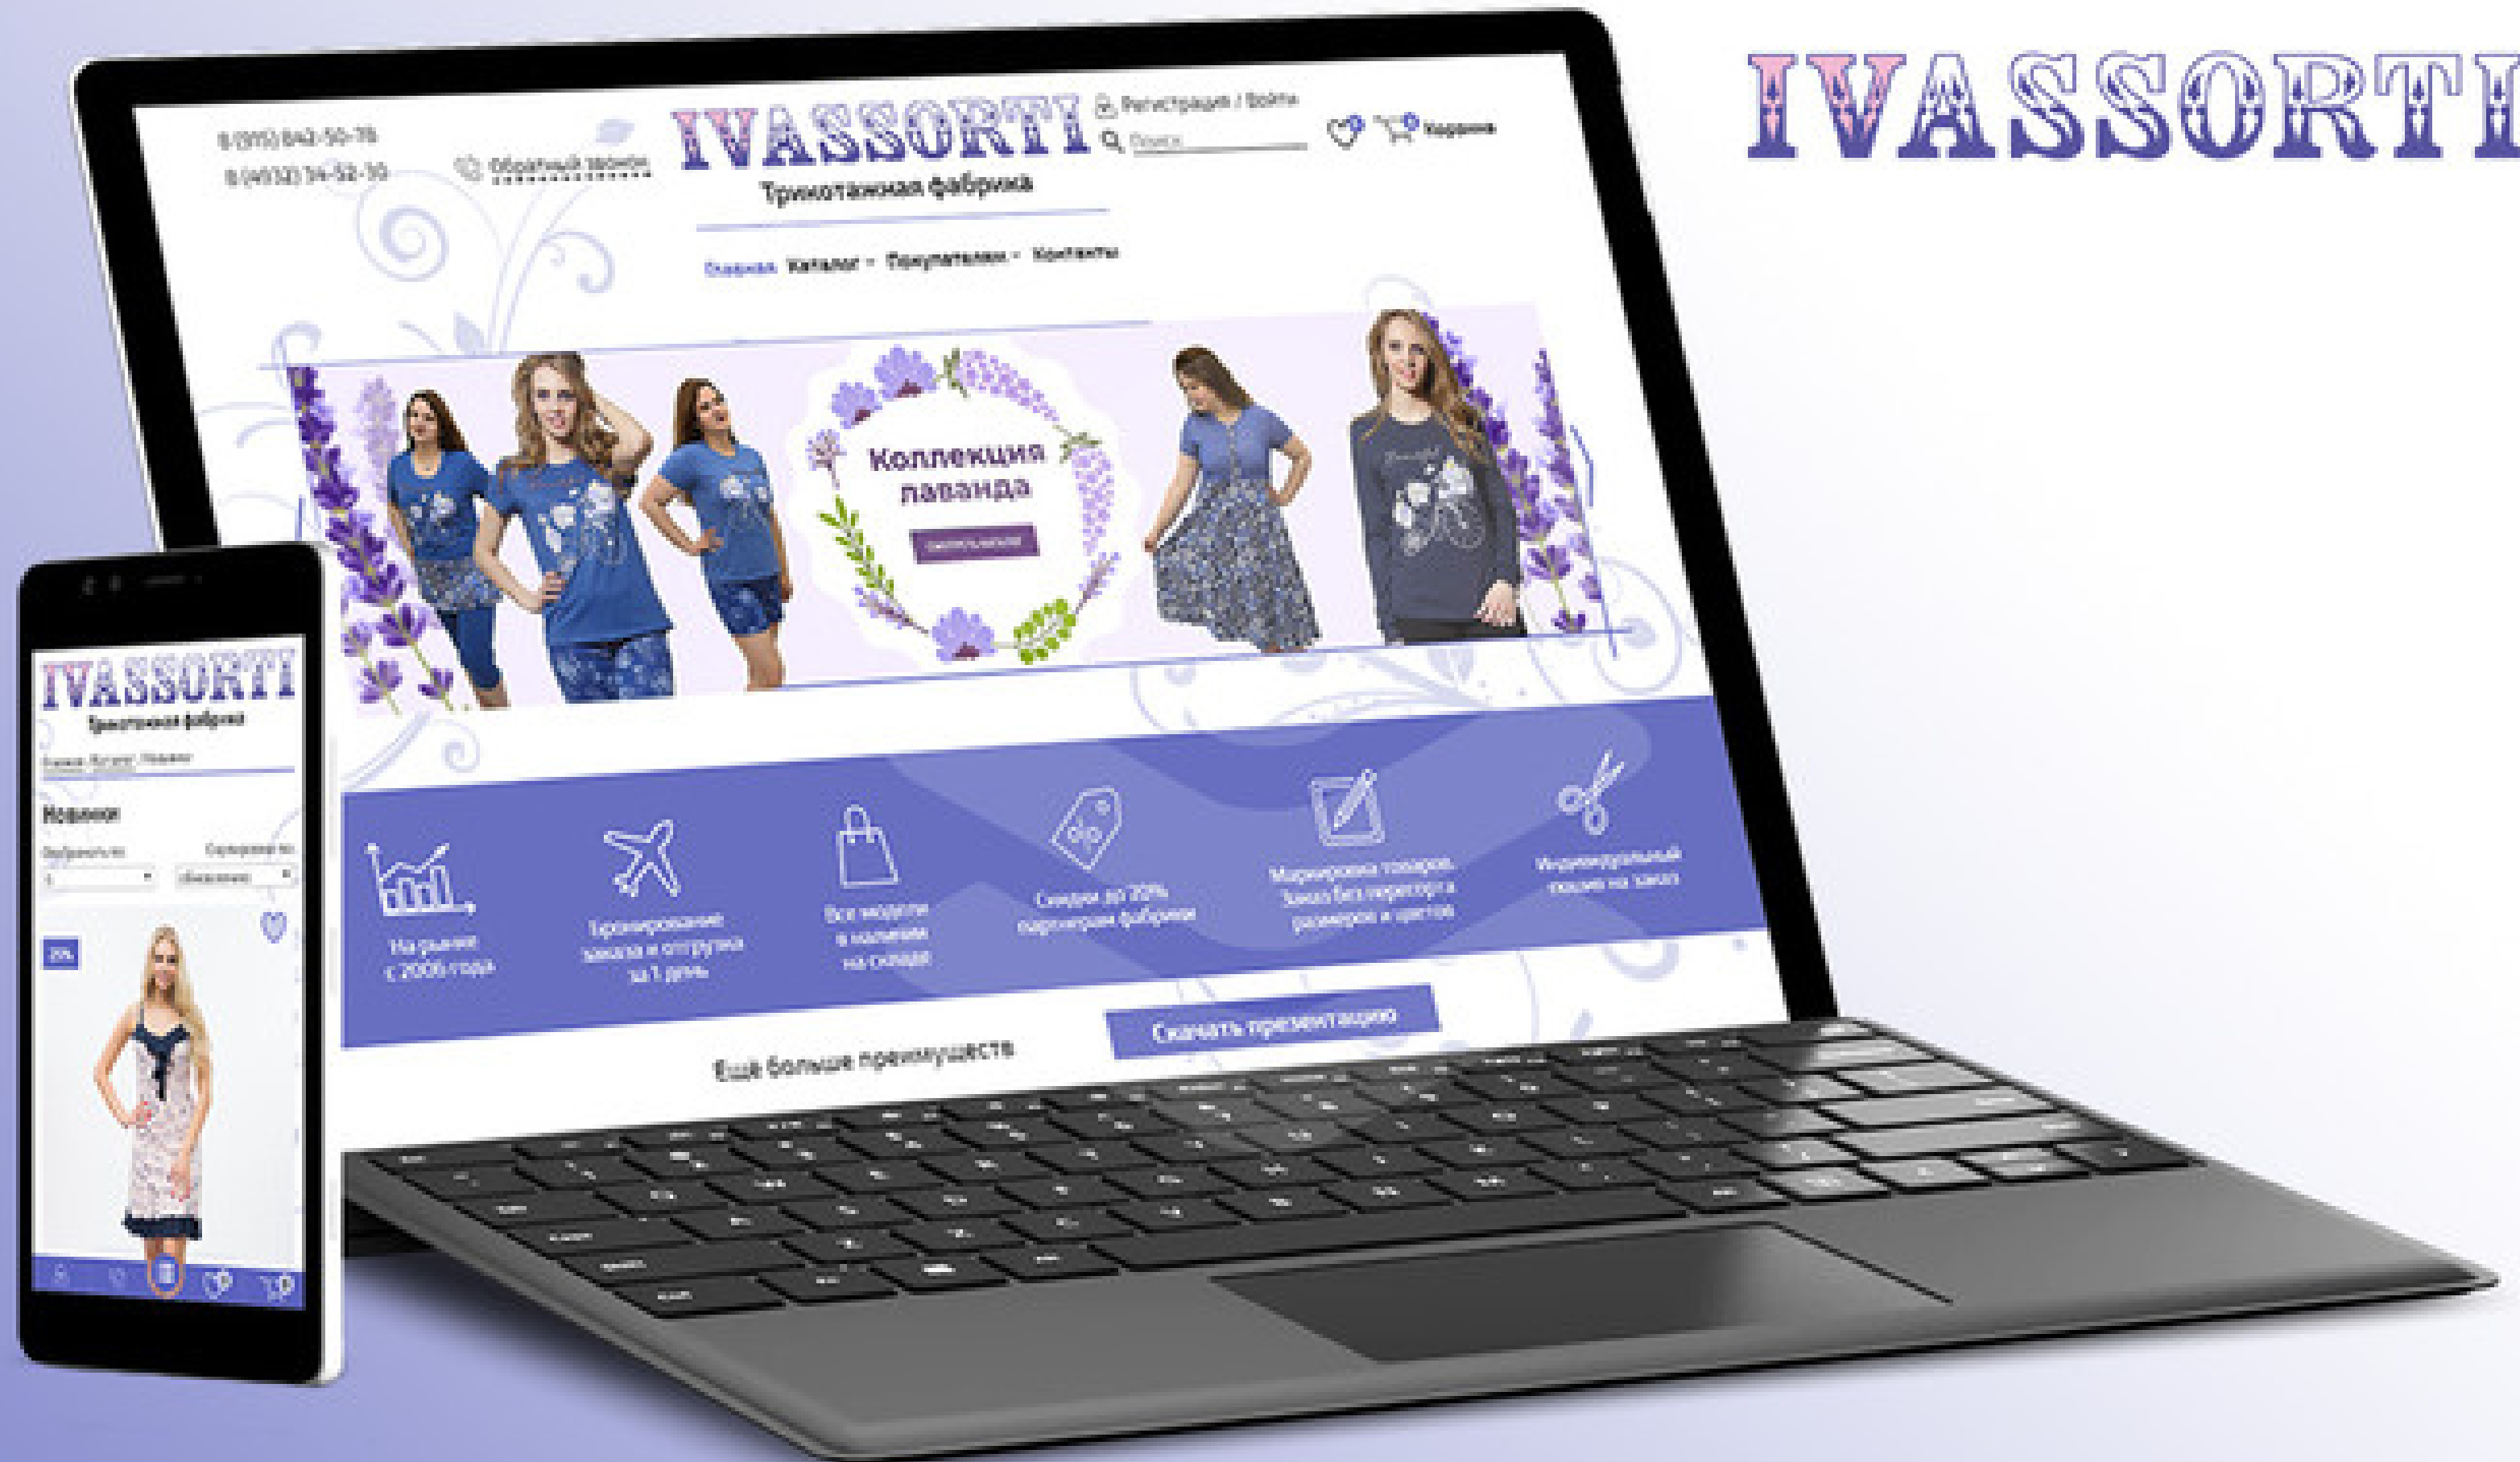 IVASSORTI
8 (915) 842-50-78
8 (4932) 34-52-30
Обратный звонок
IVASSORTI
Трикотажная фабрика
Регистрация / Войти
Поиск
Корзина
Главная Каталог Покупателям Контакты
Коллекция
лаванда
На рынке
с 2006 года
Бронирование
заказа и отгрузка
за 1 день
Все модели
в наличии
на складе
Скидки до 20%
партнерам фабрики
Маркировка товаров.
Заказ без пересорта
размеров и цветов
Индивидуальный
пошив на заказ
Ещё больше преимуществ
Скачать презентацию
IVASSORTI
Трикотажная фабрика
Новинки